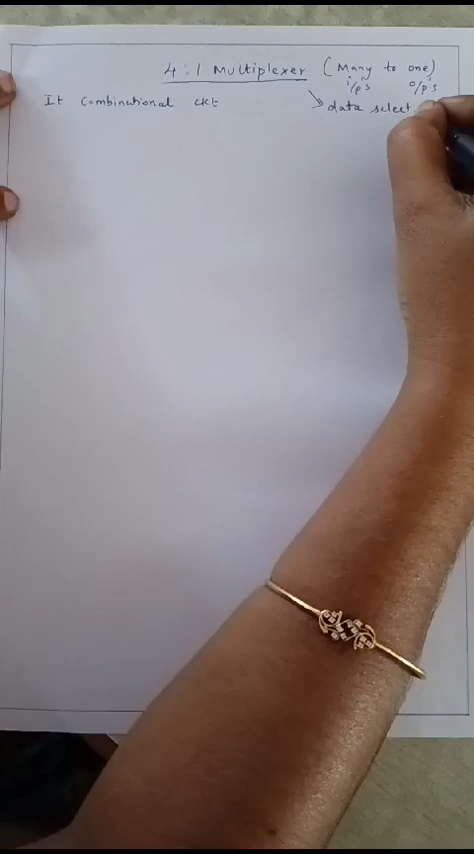 4:1 Multiplexer (Many to one)
i/p's o/p's
It Combinational ckt data select